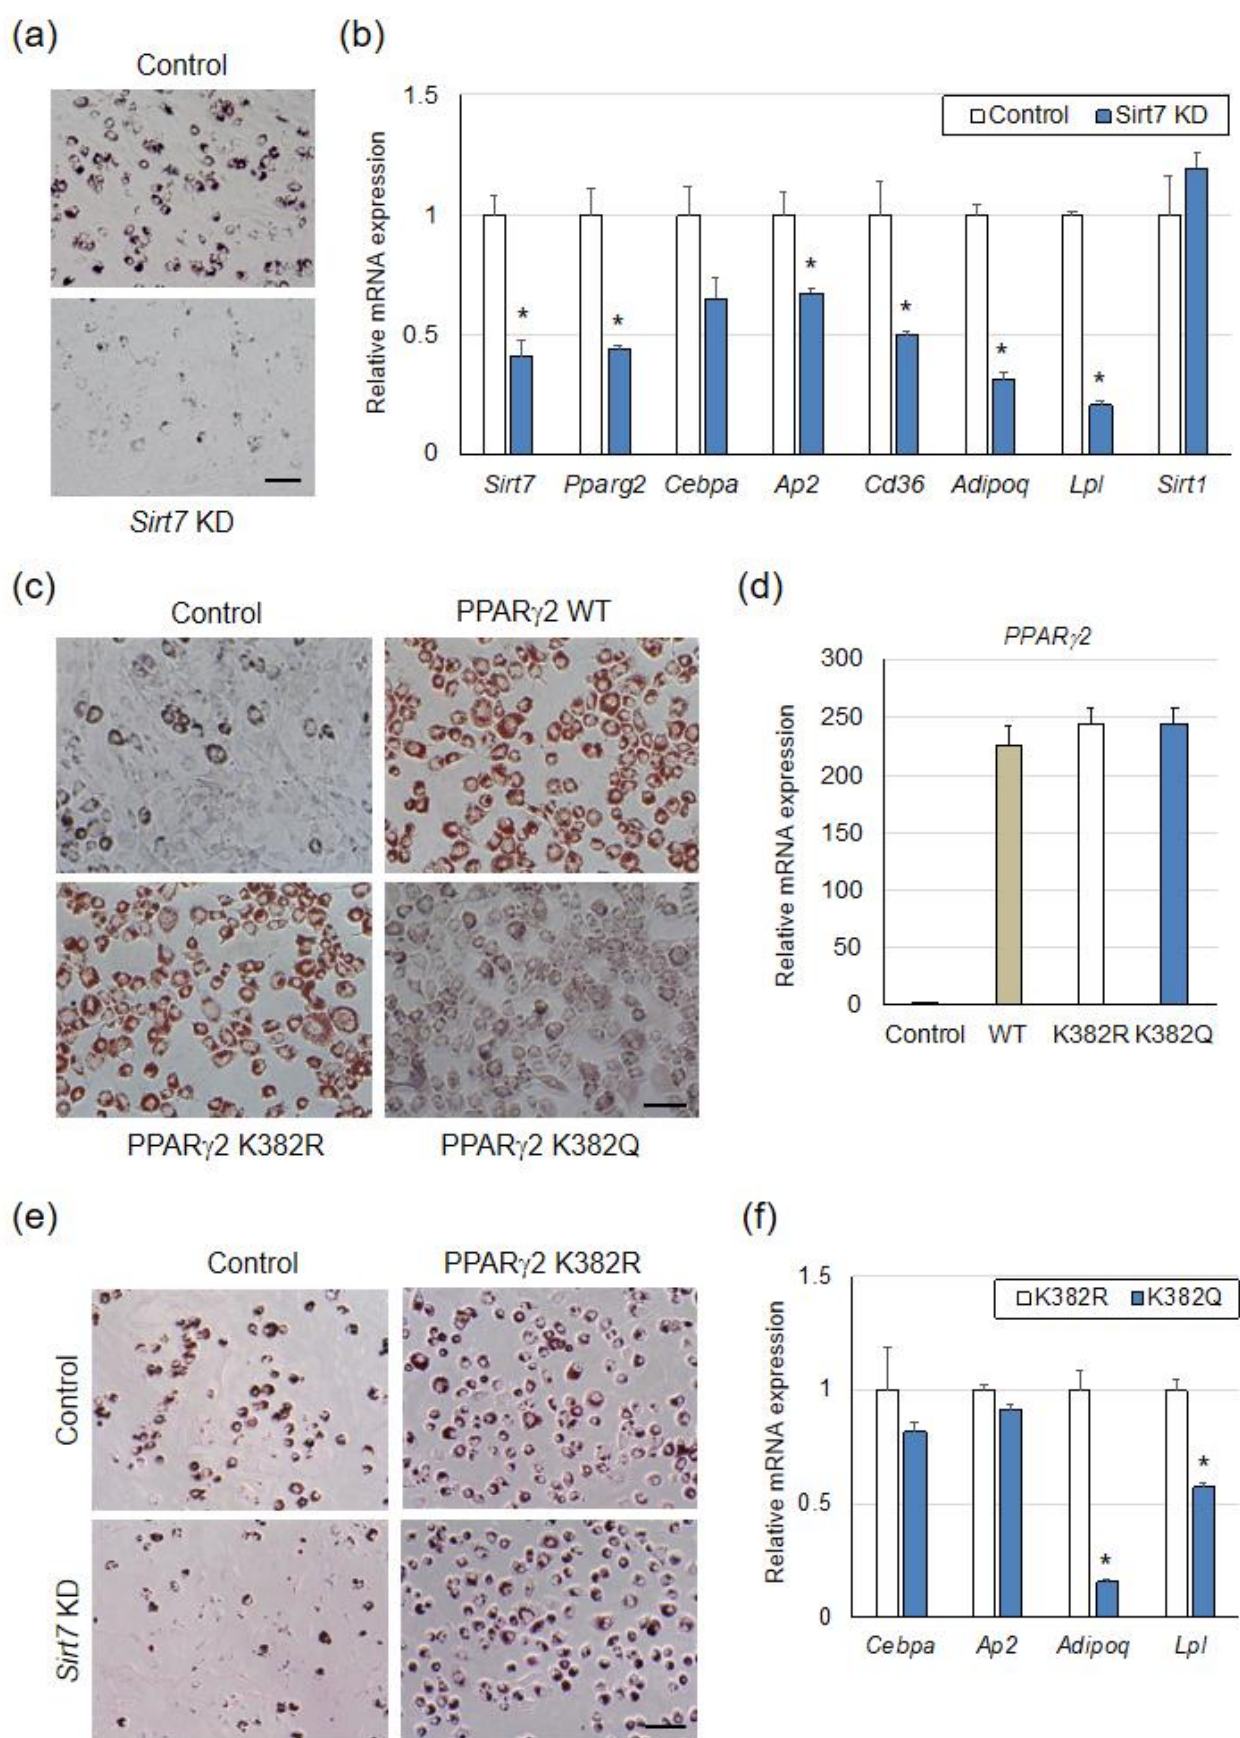 (a)
Control
Sirt7 KD
(b)
Relative mRNA expression
1.5
1
0.5
0
Control Sirt7 KD
* * * * * *
Sirt7 Pparg2 Cebpa Ap2 Cd36 Adipoq Lpl Sirt1
(c)
Control PPARγ2 WT
PPARγ2 K382R PPARγ2 K382Q
(d)
PPARγ2
Relative mRNA expression
300
250
200
150
100
50
0
Control WT K382R K382Q
(e)
Control PPARγ2 K382R
Control
Sirt7 KD
(f)
Relative mRNA expression
1.5
1
0.5
0
K382R K382Q
* *
Cebpa Ap2 Adipoq Lpl